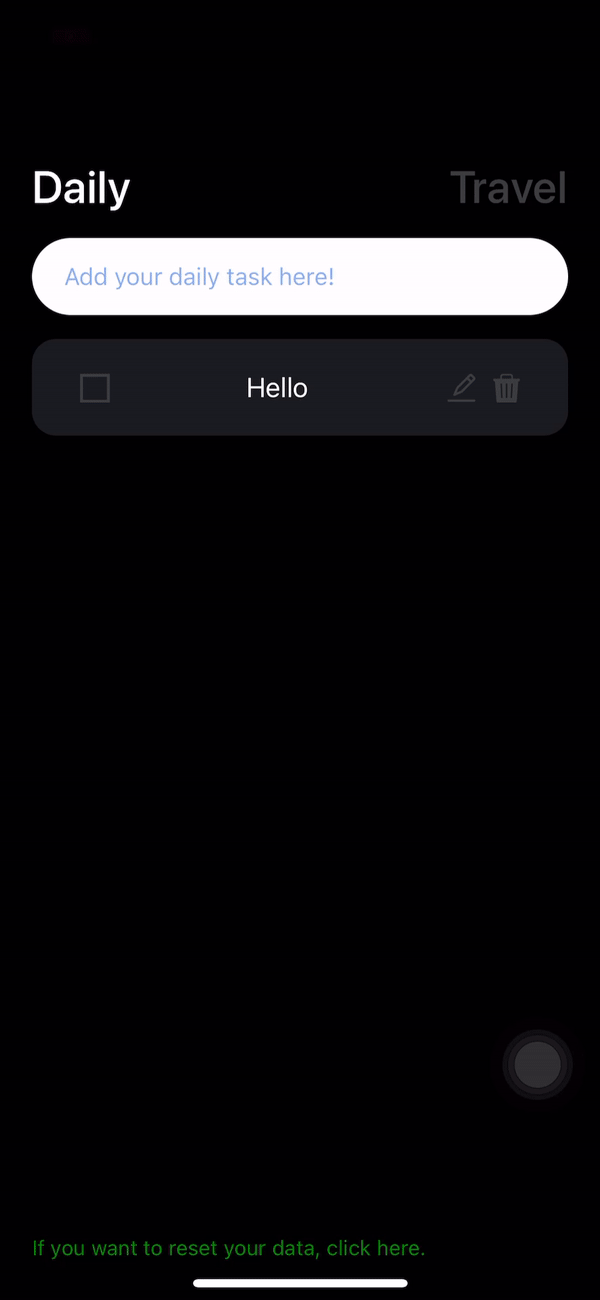 Daily
Travel
Add your daily task here!
Hello
If you want to reset your data, click here.